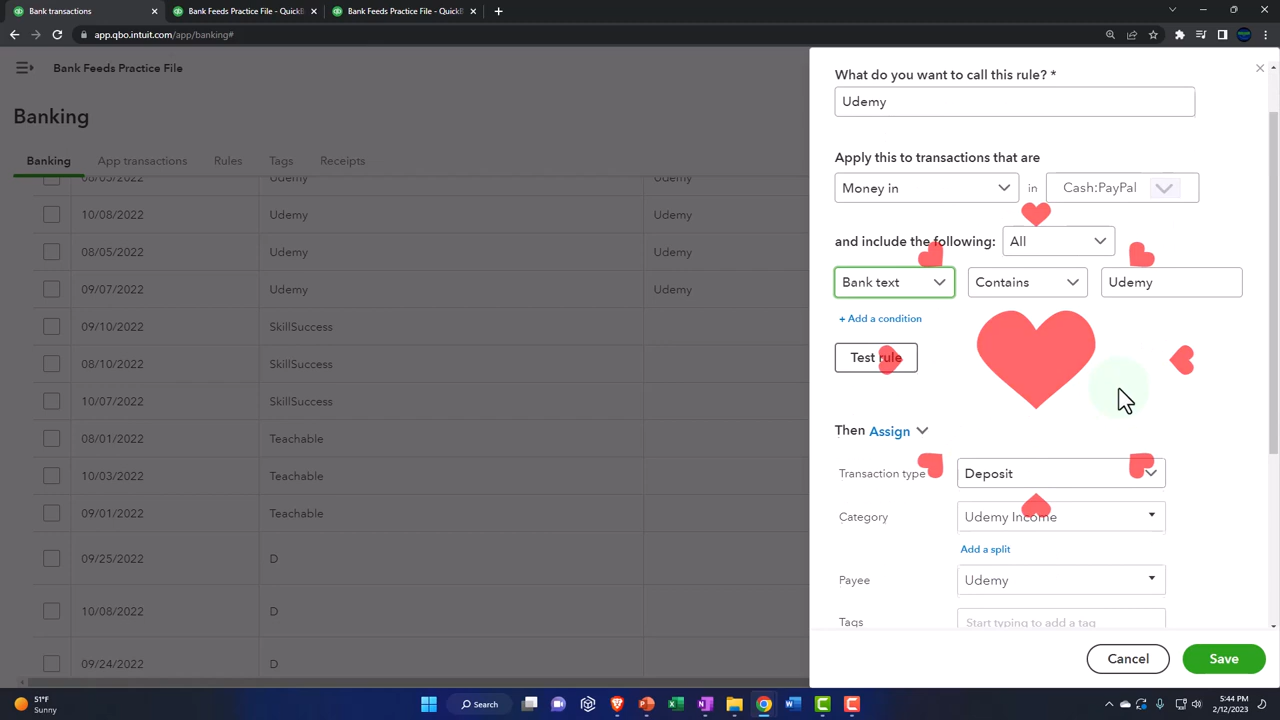 Bank transactions
Bank Feeds Practice File - QuickB
Bank Feeds Practice File - QuickB
app.qbo.intuit.com/app/banking#
Bank Feeds Practice File
Banking
Banking
App transactions
Rules
Tags
Receipts
08/05/2022 Udemy Udemy
10/08/2022 Udemy Udemy
08/05/2022 Udemy Udemy
09/07/2022 Udemy Udemy
09/10/2022 SkillSuccess
08/10/2022 SkillSuccess
10/07/2022 SkillSuccess
08/01/2022 Teachable
10/03/2022 Teachable
09/01/2022 Teachable
09/25/2022 D
10/08/2022 D
09/24/2022 D
What do you want to call this rule? *
Udemy
Apply this to transactions that are
Money in in Cash:PayPal
and include the following: All
Bank text Contains Udemy
+ Add a condition
Test rule
Then Assign
Transaction type Deposit
Category Udemy Income
Add a split
Payee Udemy
Tags Start typing to add a tag
Cancel Save
51°F
Sunny
Search
5:44 PM
2/12/2023